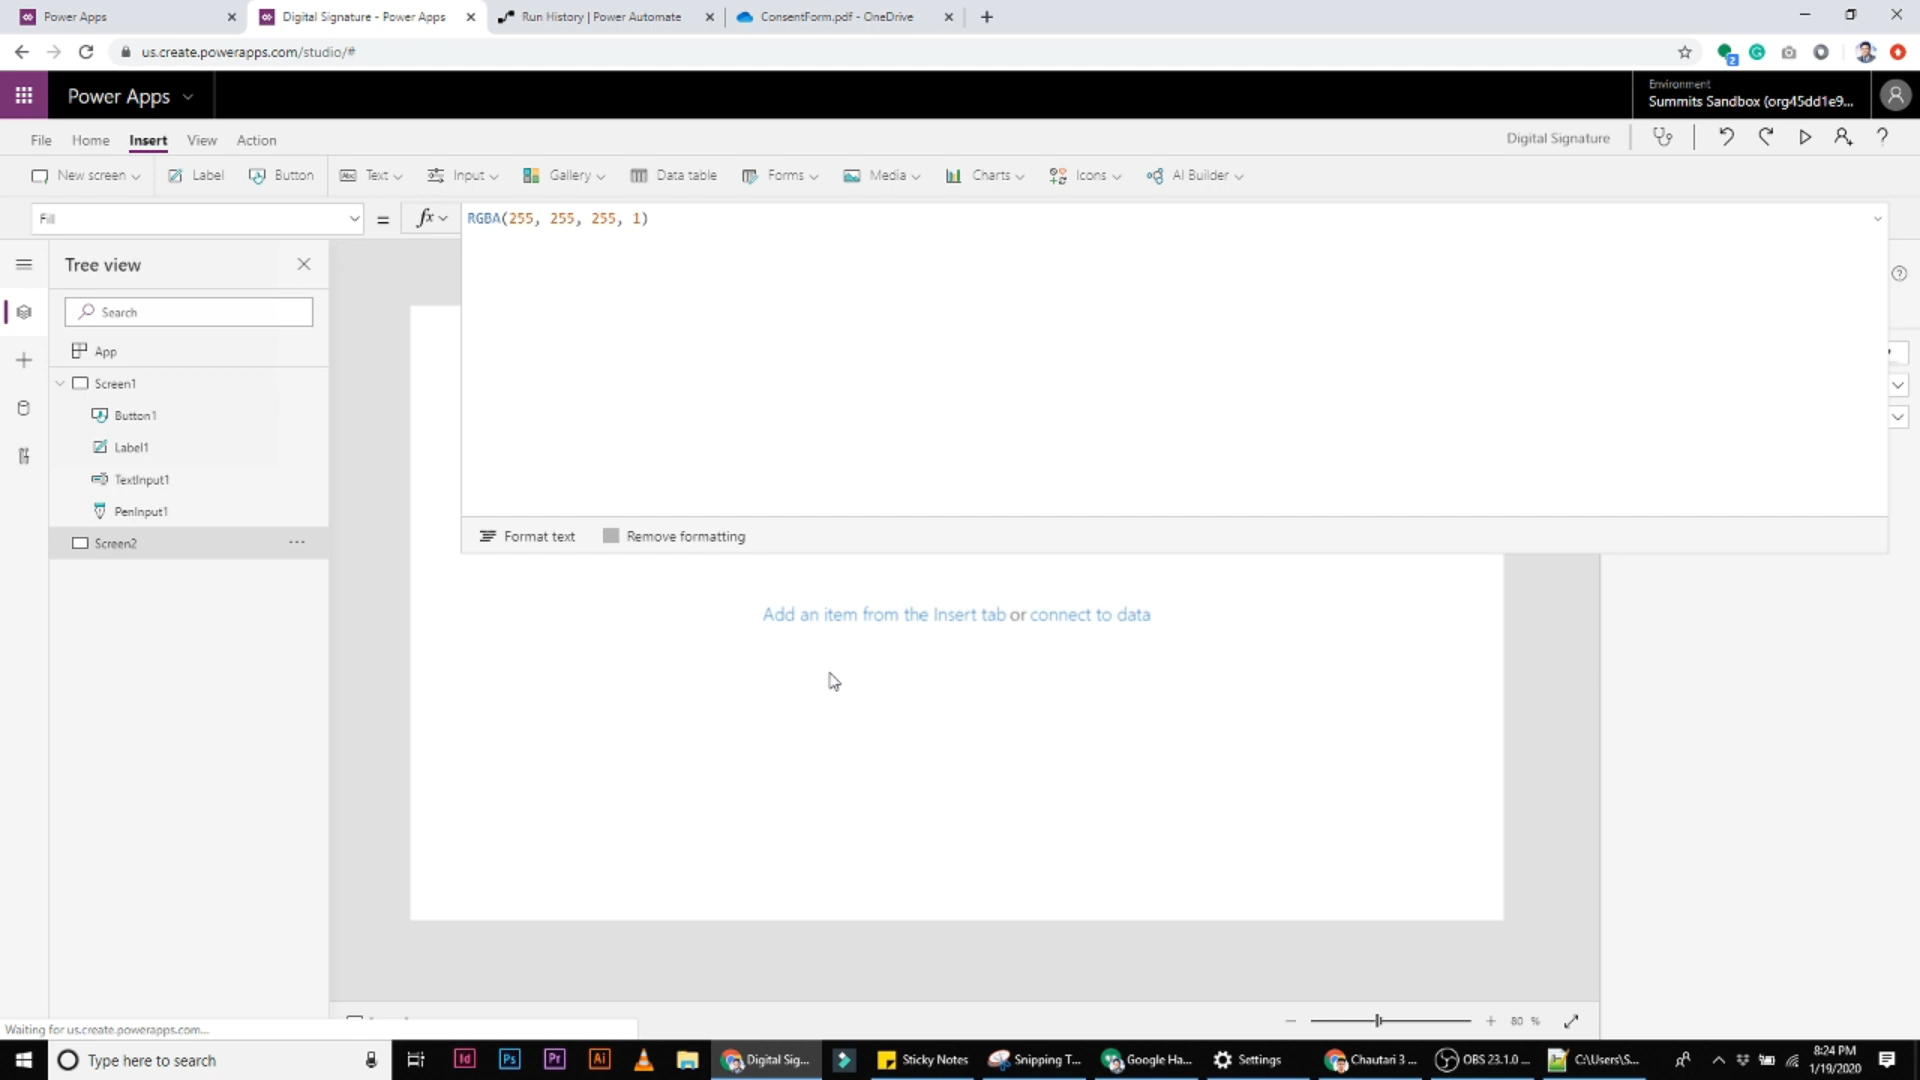 Power Apps
Digital Signature - Power Apps
Run History | Power Automate
ConsentForm.pdf - OneDrive
us.create.powerapps.com/studio/#
2
Power Apps
Environment
Summits Sandbox (org45dd1e9...
File Home Insert View Action
Digital Signature
New screen Label Button Text Input Gallery Data table Forms Media Charts Icons AI Builder
Fill = fx RGBA(255, 255, 255, 1)
Tree view
Search
App
Screen1
Button1
Label1
TextInput1
PenInput1
Screen2
Format text Remove formatting
Add an item from the Insert tab or connect to data
80 %
Waiting for us.create.powerapps.com...
Type here to search
Id Ps Pr Ai
Digital Sig... Sticky Notes Snipping T... Google Ha... Settings Chautari 3 ... OBS 23.1.0 ... C:\Users\S...
8:24 PM
1/19/2020